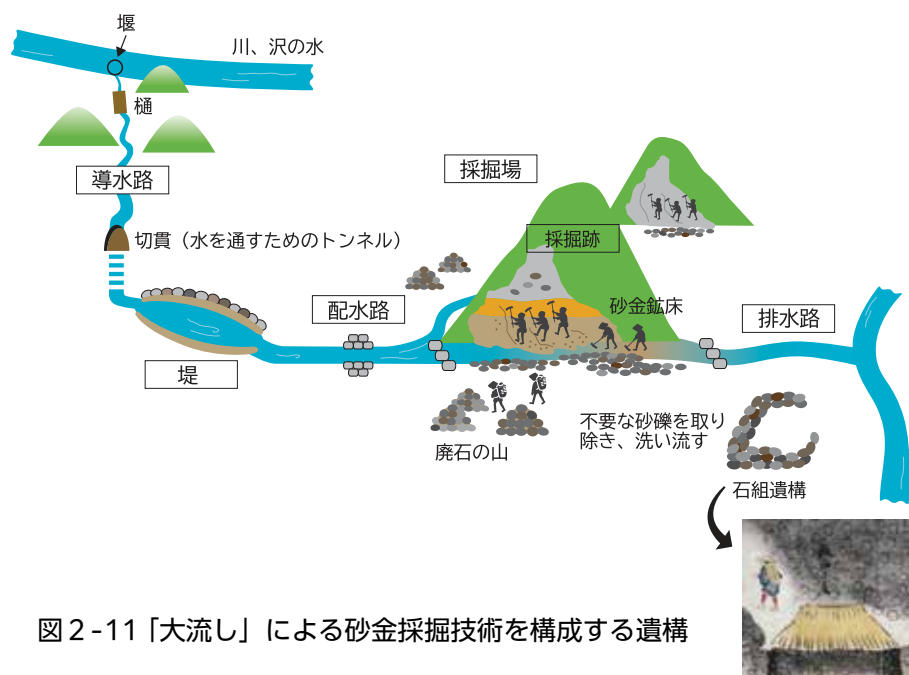 堰
川、沢の水
樋
導水路
採掘場
切貫（水を通すためのトンネル）
採掘跡
配水路
砂金鉱床
排水路
堤
不要な砂礫を取り
除き、洗い流す
廃石の山
石組遺構
図２-11「大流し」による砂金採掘技術を構成する遺構